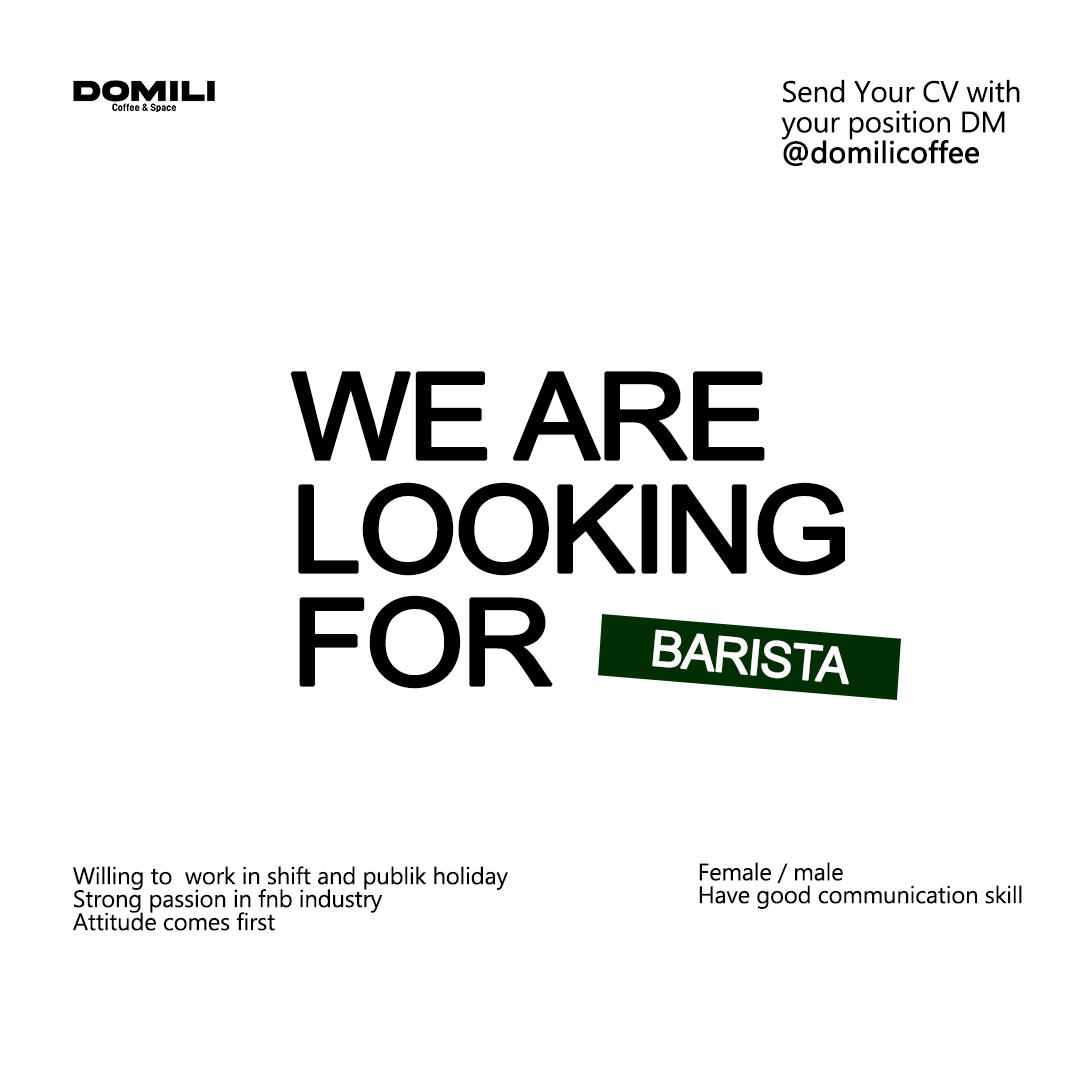 DOMILI
Coffee & Space
Send Your CV with
your position DM
@domilicoffee
WE ARE
LOOKING
FOR
BARISTA
Willing to  work in shift and publik holiday
Strong passion in fnb industry
Attitude comes first
Female / male
Have good communication skill